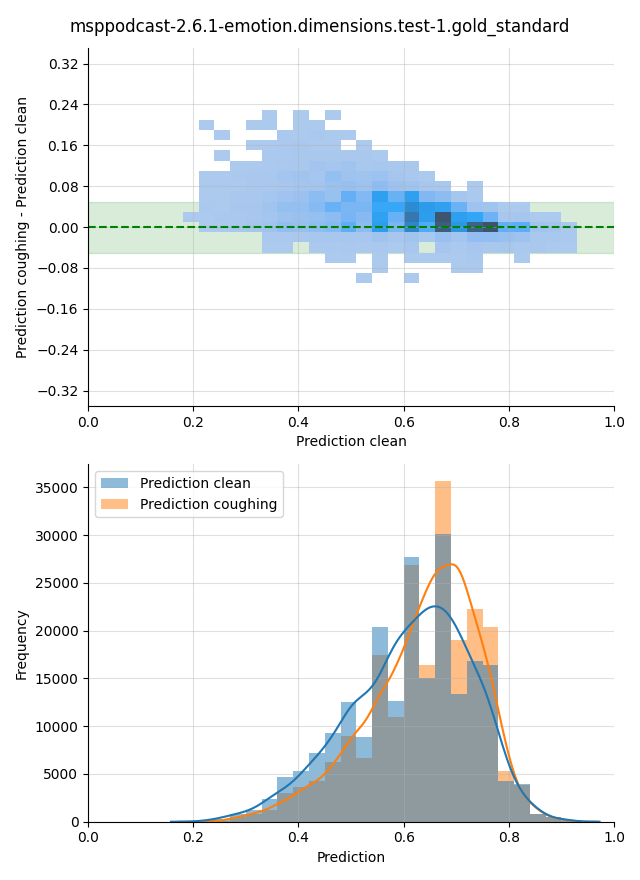 msppodcast-2.6.1-emotion.dimensions.test-1.gold_standard
0.32
0.24
0.16
0.08
0.00
−0.08
−0.16
−0.24
−0.32
Prediction coughing - Prediction clean
0.0 0.2 0.4 0.6 0.8 1.0
Prediction clean
Prediction clean
Prediction coughing
35000
30000
25000
20000
15000
10000
5000
0
Frequency
0.0 0.2 0.4 0.6 0.8 1.0
Prediction